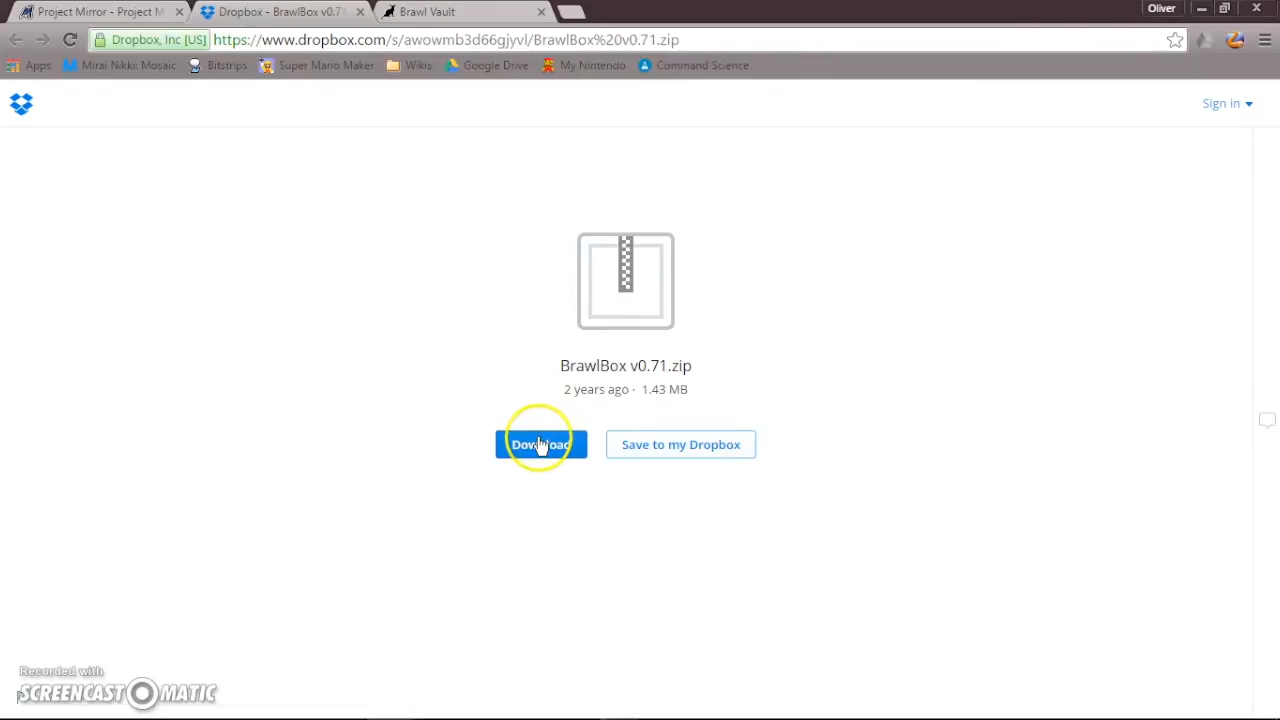 Project Mirror - Project M
Dropbox - BrawlBox v0.7
Brawl Vault
Oliver
Dropbox, Inc [US]
https://www.dropbox.com/s/awowmb3d66gjyvl/BrawlBox%20v0.71.zip
Apps
Mirai Nikki: Mosaic
Bitstrips
Super Mario Maker
Wikis
Google Drive
My Nintendo
Command Science
Sign in
BrawlBox v0.71.zip
2 years ago · 1.43 MB
Download
Save to my Dropbox
Recorded with
SCREENCAST MATIC